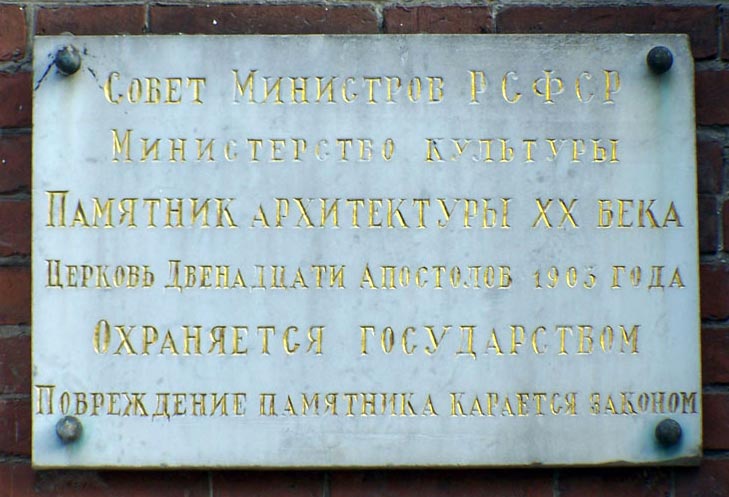 Совет Министров РСФСР
Министерство культуры
Памятник архитектуры XX века
Церковь Двенадцати Апостолов 1903 года
Охраняется государством
Повреждение памятника карается законом